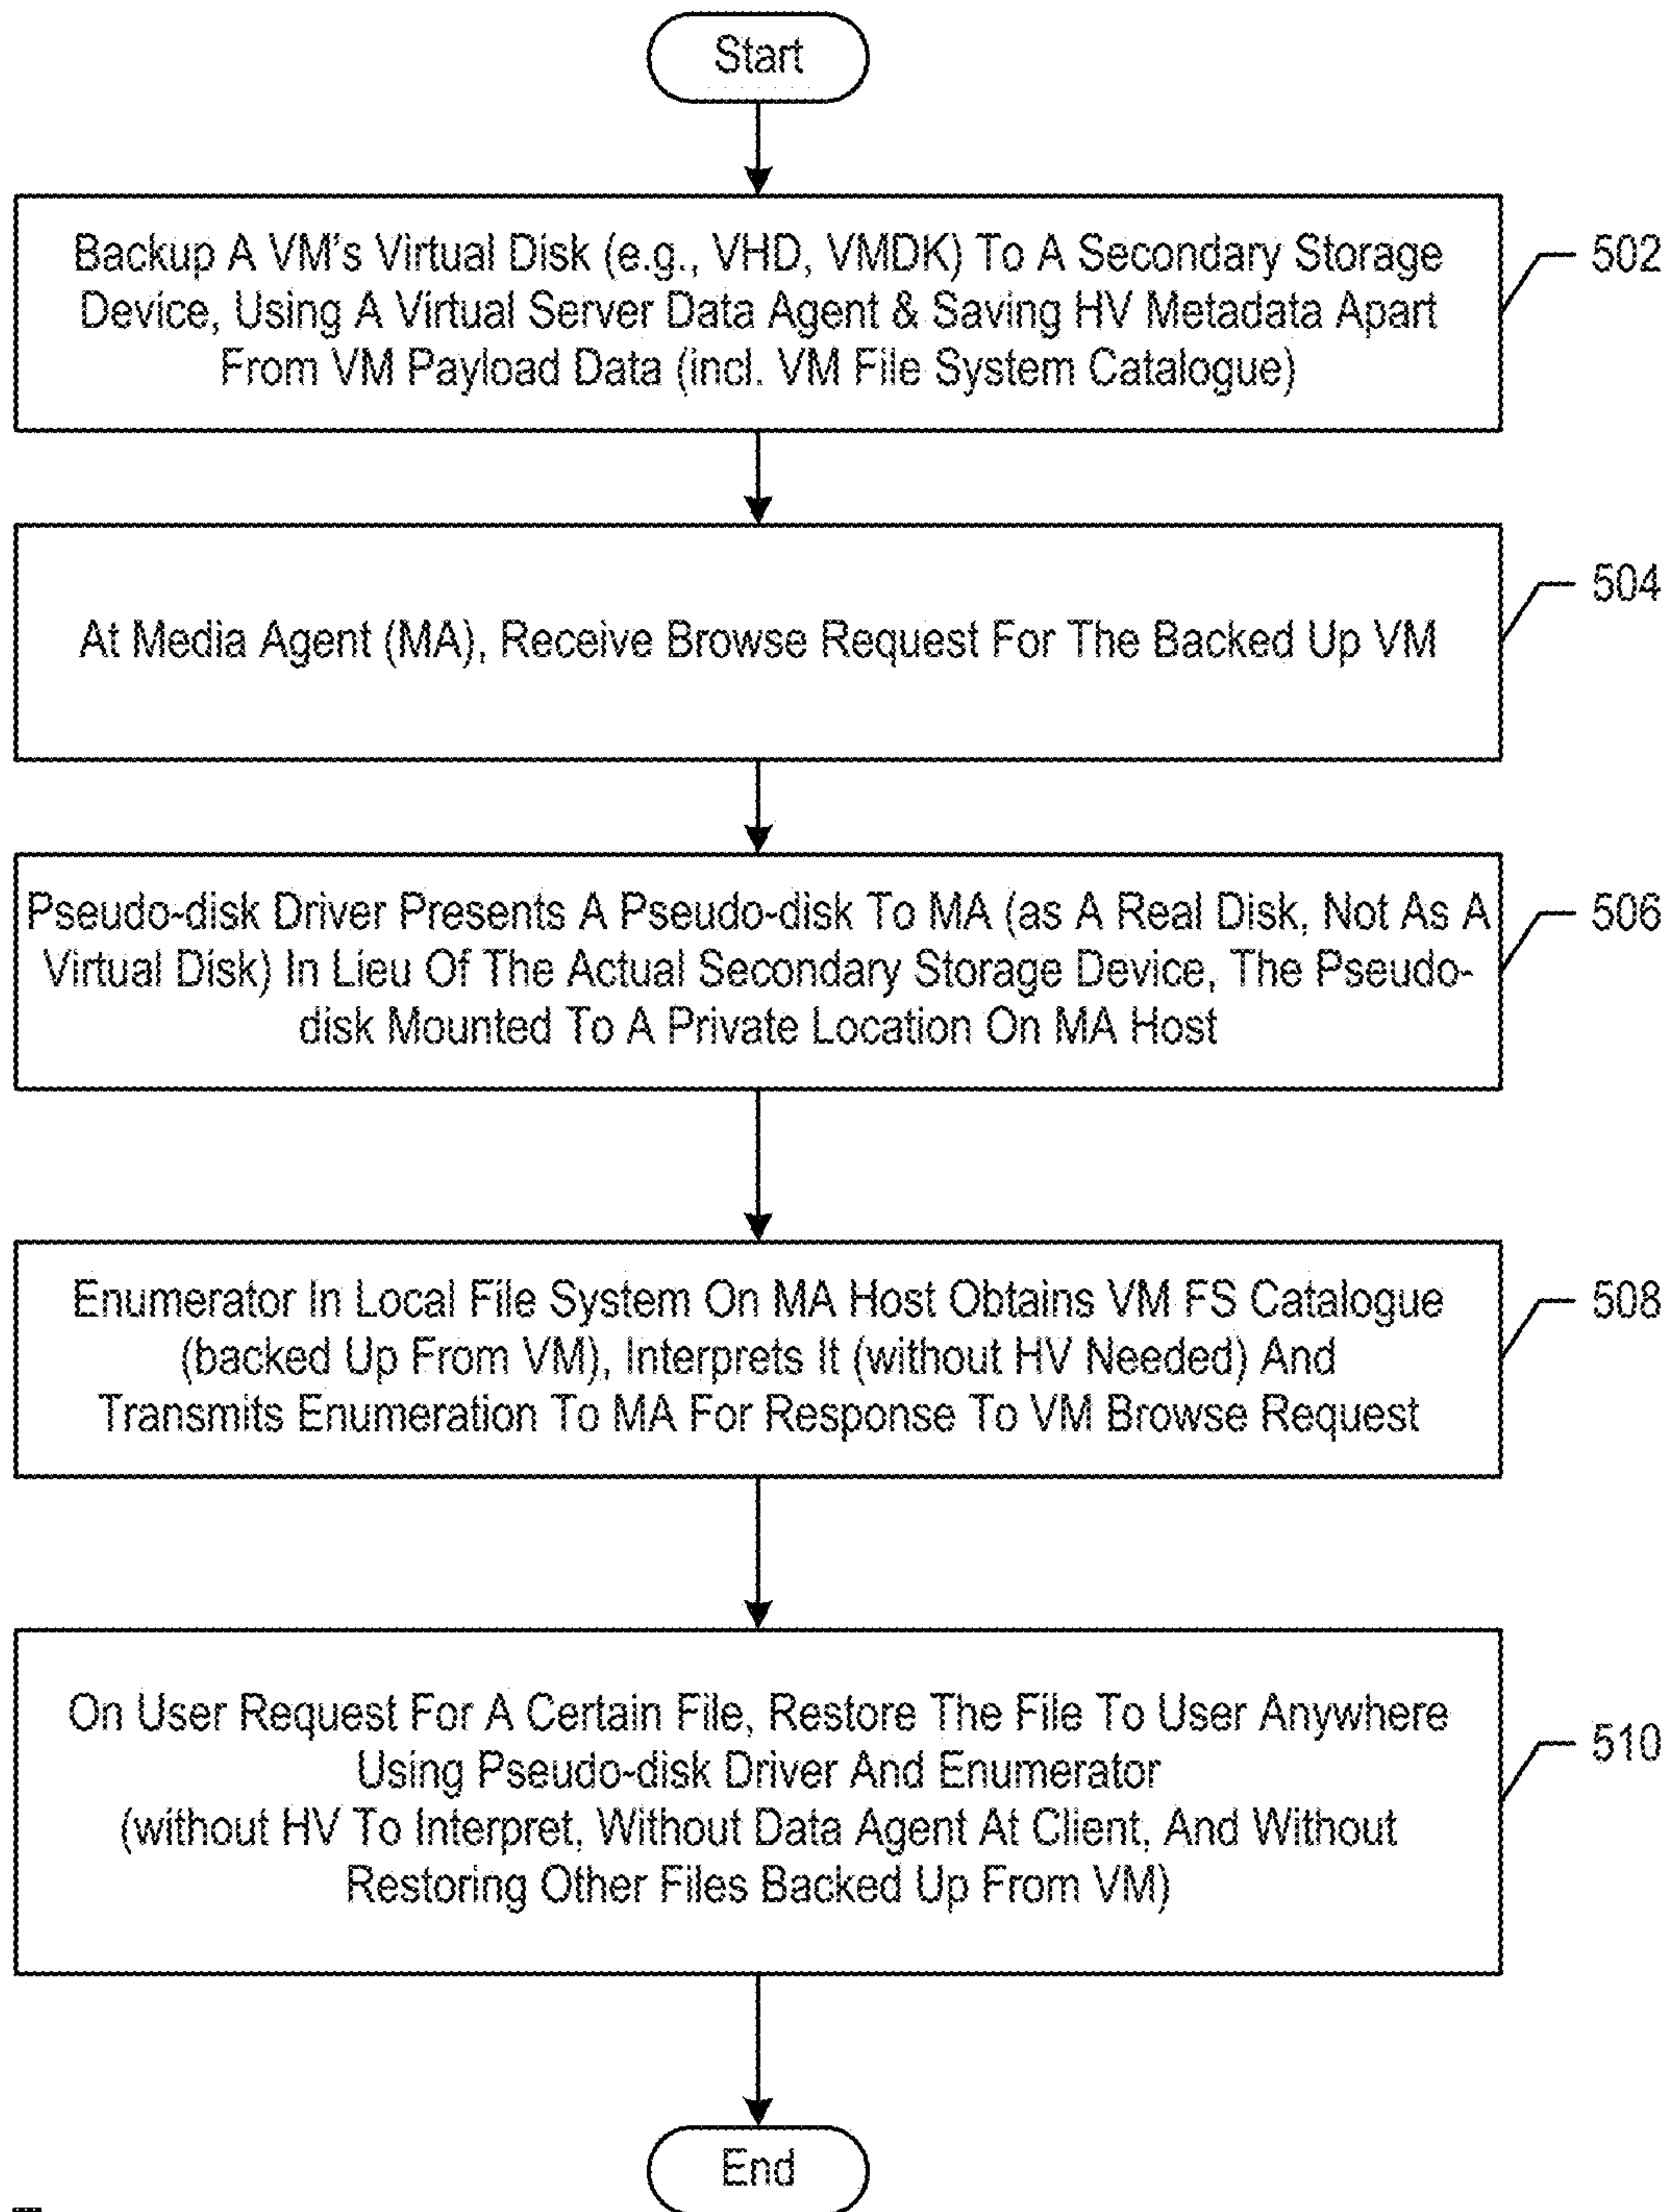 Start
Backup A VM's Virtual Disk (e.g., VHD, VMDK) To A Secondary Storage
Device, Using A Virtual Server Data Agent & Saving HV Metadata Apart
From VM Payload Data (incl. VM File System Catalogue)
502
At Media Agent (MA), Receive Browse Request For The Backed Up VM
504
Pseudo-disk Driver Presents A Pseudo-disk To MA (as A Real Disk, Not As A
Virtual Disk) In Lieu Of The Actual Secondary Storage Device, The Pseudo-
disk Mounted To A Private Location On MA Host
506
Enumerator In Local File System On MA Host Obtains VM FS Catalogue
(backed Up From VM), Interprets It (without HV Needed) And
Transmits Enumeration To MA For Response To VM Browse Request
508
On User Request For A Certain File, Restore The File To User Anywhere
Using Pseudo-disk Driver And Enumerator
(without HV To Interpret, Without Data Agent At Client, And Without
Restoring Other Files Backed Up From VM)
510
End